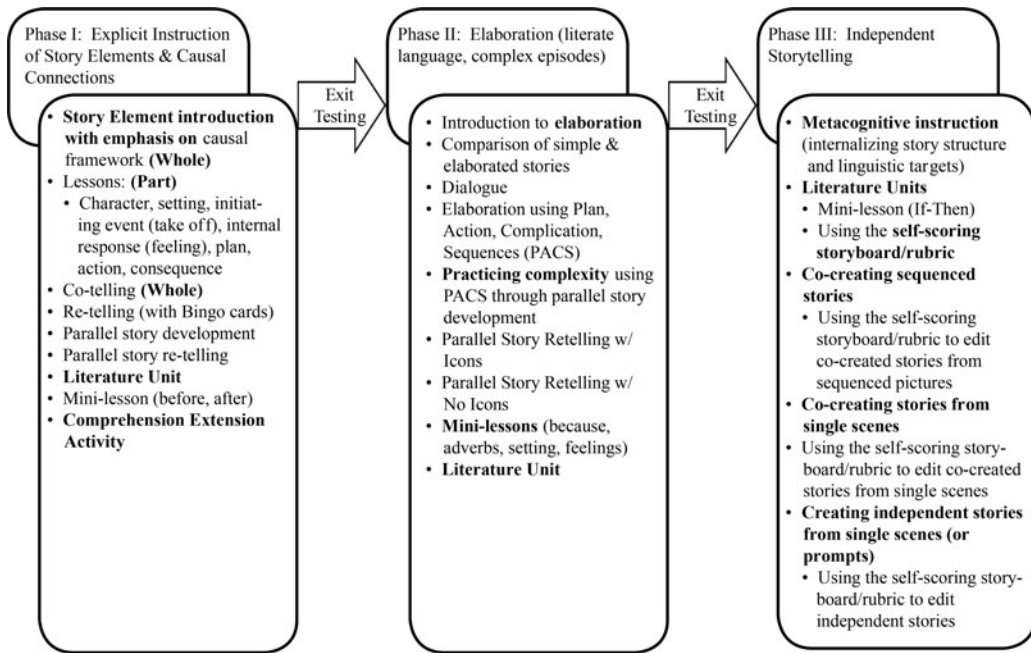 Phase I:  Explicit Instruction
of Story Elements & Causal
Connections
• Story Element introduction
with emphasis on causal
framework (Whole)
• Lessons: (Part)
• Character, setting, initiat-
ing event (take off), internal
response (feeling), plan,
action, consequence
• Co-telling (Whole)
• Re-telling (with Bingo cards)
• Parallel story development
• Parallel story re-telling
• Literature Unit
• Mini-lesson (before, after)
• Comprehension Extension
Activity
Exit
Testing
Phase II:  Elaboration (literate
language, complex episodes)
• Introduction to elaboration
• Comparison of simple &
elaborated stories
• Dialogue
• Elaboration using Plan,
Action, Complication,
Sequences (PACS)
• Practicing complexity using
PACS through parallel story
development
• Parallel Story Retelling w/
Icons
• Parallel Story Retelling w/
No Icons
• Mini-lessons (because,
adverbs, setting, feelings)
• Literature Unit
Exit
Testing
Phase III:  Independent
Storytelling
• Metacognitive instruction
(internalizing story structure
and linguistic targets)
• Literature Units
• Mini-lesson (If-Then)
• Using the self-scoring
storyboard/rubric
• Co-creating sequenced
stories
• Using the self-scoring
storyboard/rubric to edit
co-created stories from
sequenced pictures
• Co-creating stories from
single scenes
• Using the self-scoring story-
board/rubric to edit co-created
stories from single scenes
• Creating independent stories
from single scenes (or
prompts)
• Using the self-scoring story-
board/rubric to edit
independent stories